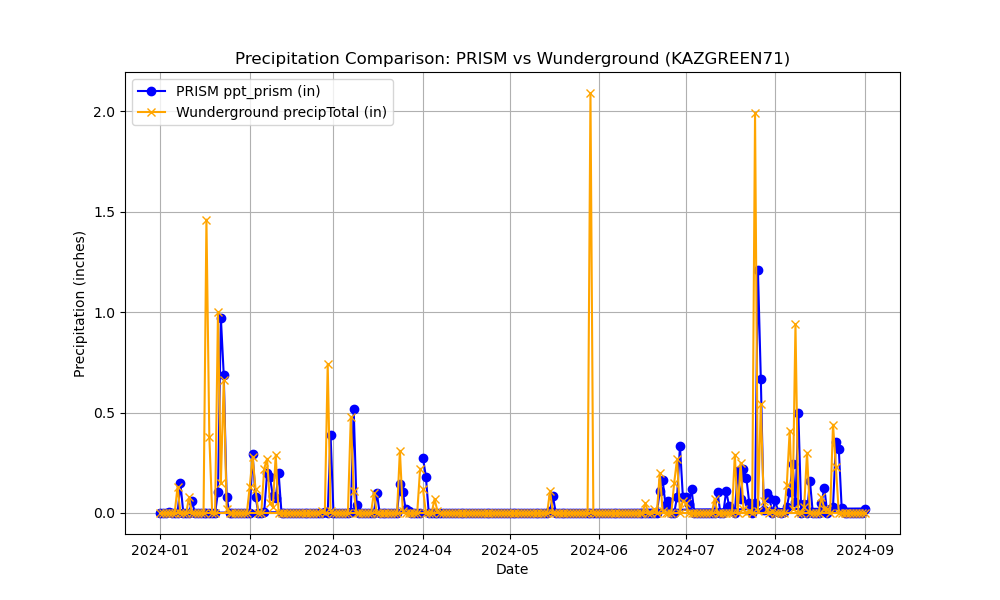 Precipitation Comparison: PRISM vs Wunderground (KAZGREEN71)
PRISM ppt_prism (in)
Wunderground precipTotal (in)
Precipitation (inches)
2.0
1.5
1.0
0.5
0.0
2024-01 2024-02 2024-03 2024-04 2024-05 2024-06 2024-07 2024-08 2024-09
Date